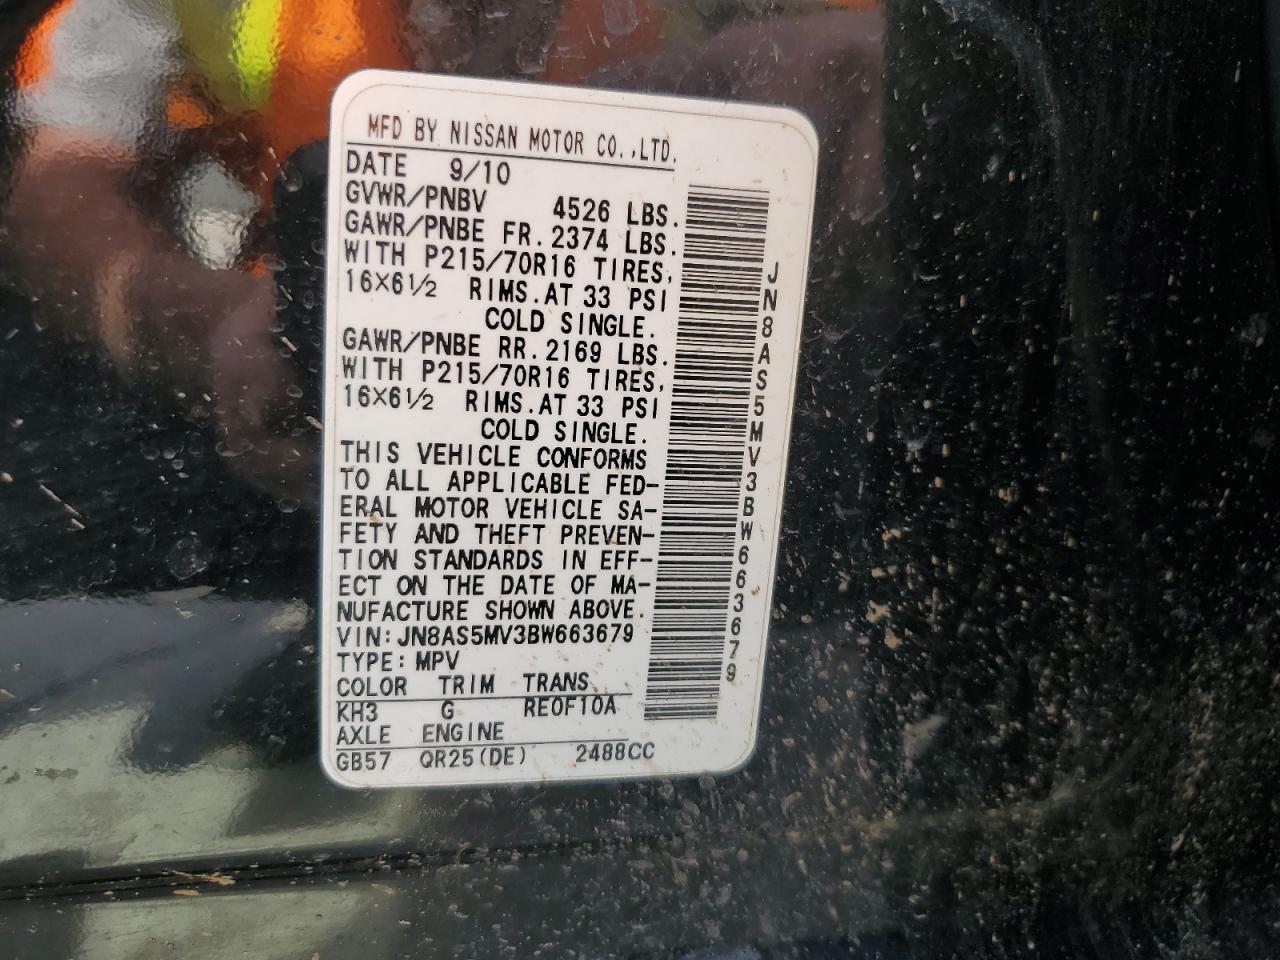 MFD BY NISSAN MOTOR CO.,LTD.
DATE 9/10
GVWR/PNBV 4526 LBS.
GAWR/PNBE FR. 2374 LBS.
WITH P215/70R16 TIRES,
16×6½ RIMS.AT 33 PSI
COLD SINGLE.
GAWR/PNBE RR. 2169 LBS.
WITH P215/70R16 TIRES,
16×6½ RIMS.AT 33 PSI
COLD SINGLE.
THIS VEHICLE CONFORMS
TO ALL APPLICABLE FED-
ERAL MOTOR VEHICLE SA-
FETY AND THEFT PREVEN-
TION STANDARDS IN EFF-
ECT ON THE DATE OF MA-
NUFACTURE SHOWN ABOVE.
VIN:JN8AS5MV3BW663679
TYPE:MPV
COLOR TRIM TRANS
KH3 G RE0F10A
AXLE ENGINE
GB57 QR25(DE) 2488CC
JN8AS5MV3BW663679